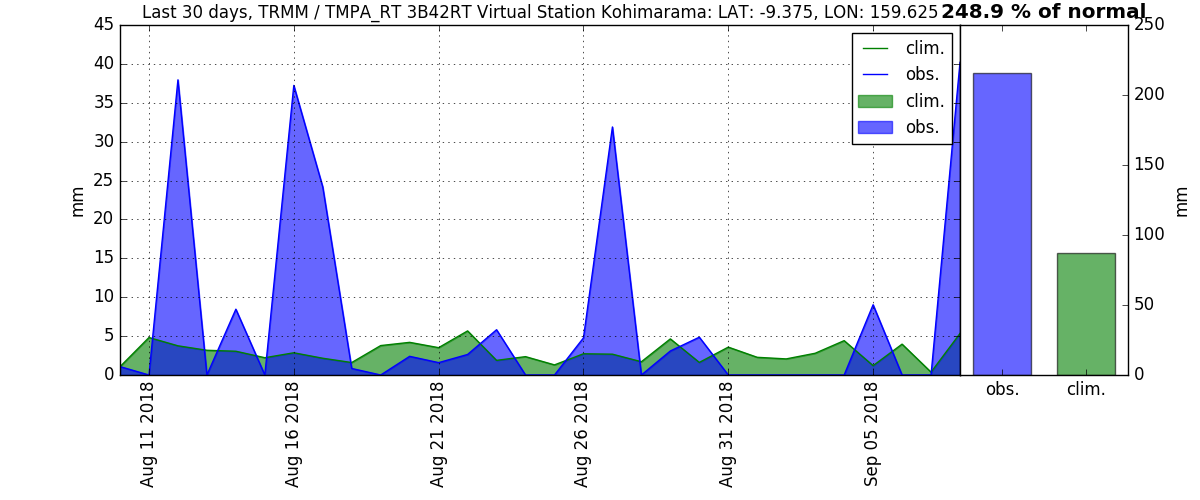 Last 30 days, TRMM / TMPA_RT 3B42RT Virtual Station Kohimarama: LAT: -9.375, LON: 159.625
248.9 % of normal
45
40
35
30
25
20
15
10
5
0
mm
clim.
obs.
clim.
obs.
Aug 11 2018
Aug 16 2018
Aug 21 2018
Aug 26 2018
Aug 31 2018
Sep 05 2018
250
200
150
100
50
0
mm
obs.
clim.